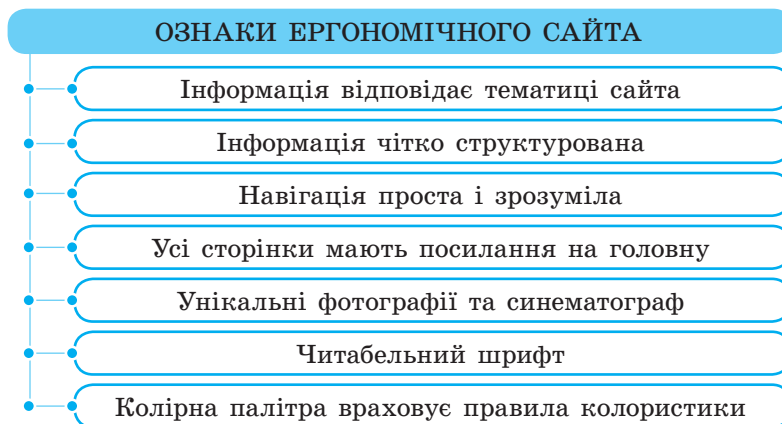 ОЗНАКИ ЕРГОНОМІЧНОГО САЙТА
Інформація відповідає тематиці сайта
Інформація чітко структурована
Навігація проста і зрозуміла
Усі сторінки мають посилання на головну
Унікальні фотографії та синематограф
Читабельний шрифт
Колірна палітра враховує правила колористики